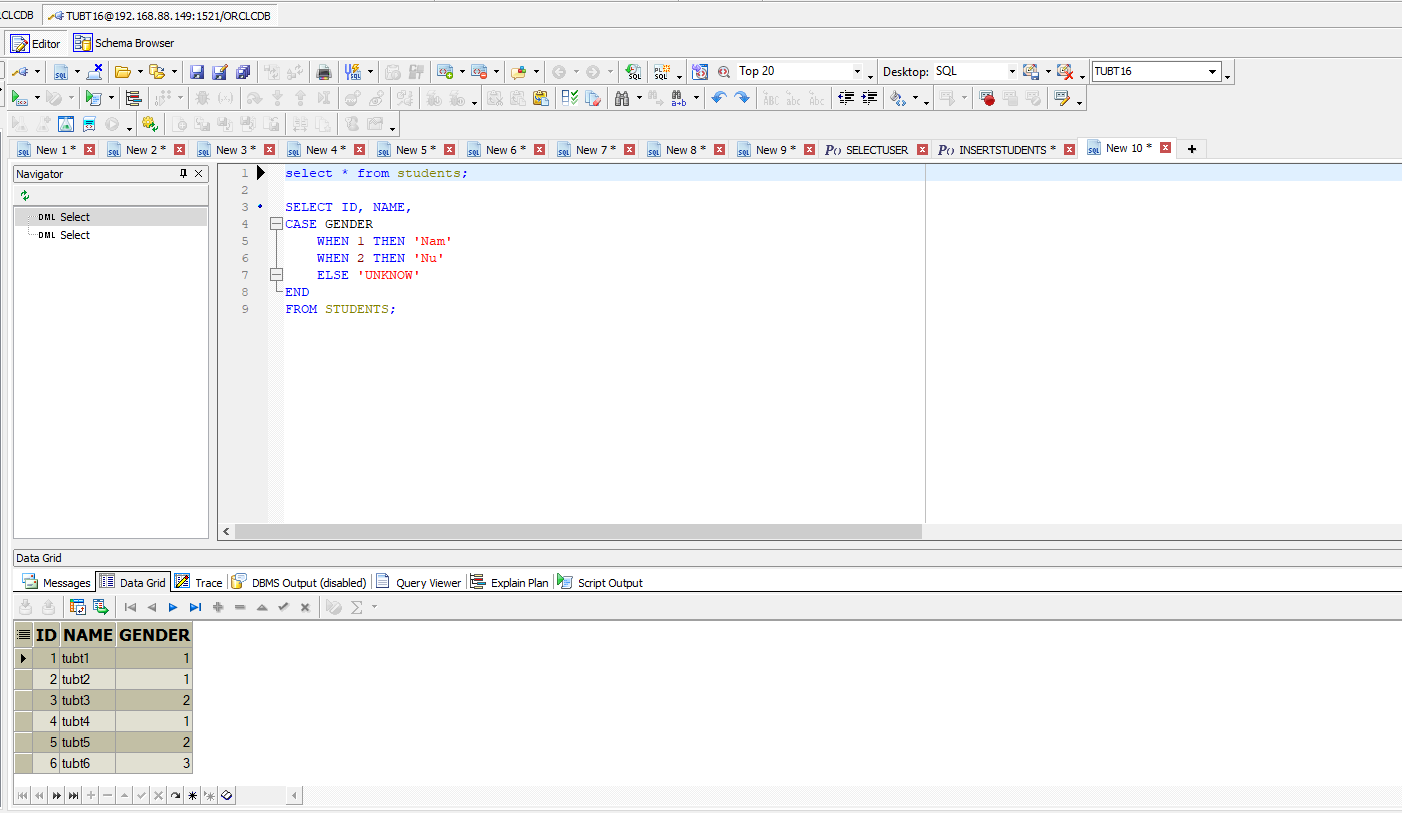 CLCDB TUBT16@192.168.88.149:1521/ORCLCDB
Editor Schema Browser
Top 20 Desktop: SQL TUBT16
New 1 * New 2 * New 3 * New 4 * New 5 * New 6 * New 7 * New 8 * New 9 * SELECTUSER INSERTSTUDENTS * New 10 *
Navigator
DML Select
DML Select
1 select * from students;
2
3 SELECT ID, NAME,
4 CASE GENDER
5 WHEN 1 THEN 'Nam'
6 WHEN 2 THEN 'Nu'
7 ELSE 'UNKNOW'
8 END
9 FROM STUDENTS;
Data Grid
Messages Data Grid Trace DBMS Output (disabled) Query Viewer Explain Plan Script Output
ID NAME GENDER
1 tubt1 1
2 tubt2 1
3 tubt3 2
4 tubt4 1
5 tubt5 2
6 tubt6 3